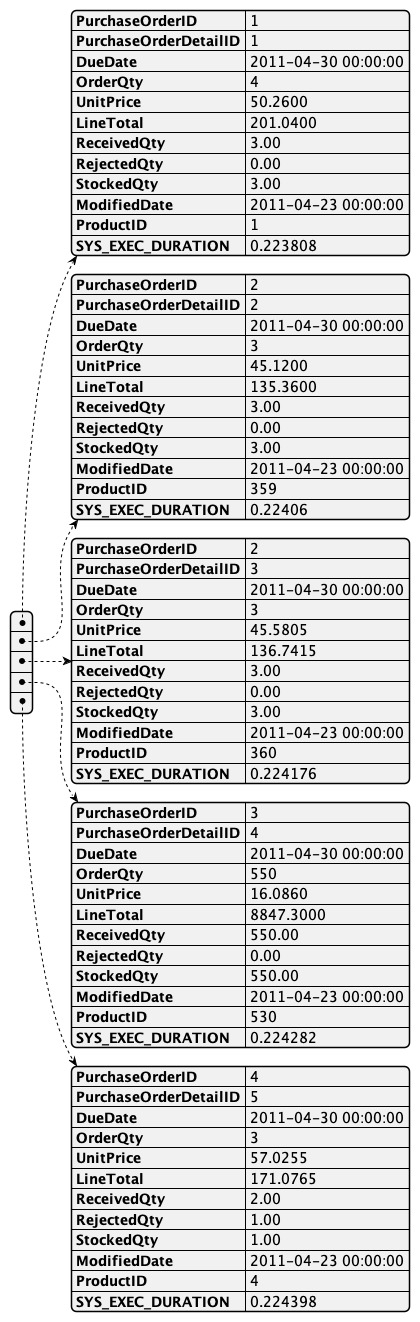 PurchaseOrderID 1
PurchaseOrderDetailID 1
DueDate 2011-04-30 00:00:00
OrderQty 4
UnitPrice 50.2600
LineTotal 201.0400
ReceivedQty 3.00
RejectedQty 0.00
StockedQty 3.00
ModifiedDate 2011-04-23 00:00:00
ProductID 1
SYS_EXEC_DURATION 0.223808
PurchaseOrderID 2
PurchaseOrderDetailID 2
DueDate 2011-04-30 00:00:00
OrderQty 3
UnitPrice 45.1200
LineTotal 135.3600
ReceivedQty 3.00
RejectedQty 0.00
StockedQty 3.00
ModifiedDate 2011-04-23 00:00:00
ProductID 359
SYS_EXEC_DURATION 0.22406
PurchaseOrderID 2
PurchaseOrderDetailID 3
DueDate 2011-04-30 00:00:00
OrderQty 3
UnitPrice 45.5805
LineTotal 136.7415
ReceivedQty 3.00
RejectedQty 0.00
StockedQty 3.00
ModifiedDate 2011-04-23 00:00:00
ProductID 360
SYS_EXEC_DURATION 0.224176
PurchaseOrderID 3
PurchaseOrderDetailID 4
DueDate 2011-04-30 00:00:00
OrderQty 550
UnitPrice 16.0860
LineTotal 8847.3000
ReceivedQty 550.00
RejectedQty 0.00
StockedQty 550.00
ModifiedDate 2011-04-23 00:00:00
ProductID 530
SYS_EXEC_DURATION 0.224282
PurchaseOrderID 4
PurchaseOrderDetailID 5
DueDate 2011-04-30 00:00:00
OrderQty 3
UnitPrice 57.0255
LineTotal 171.0765
ReceivedQty 2.00
RejectedQty 1.00
StockedQty 1.00
ModifiedDate 2011-04-23 00:00:00
ProductID 4
SYS_EXEC_DURATION 0.224398